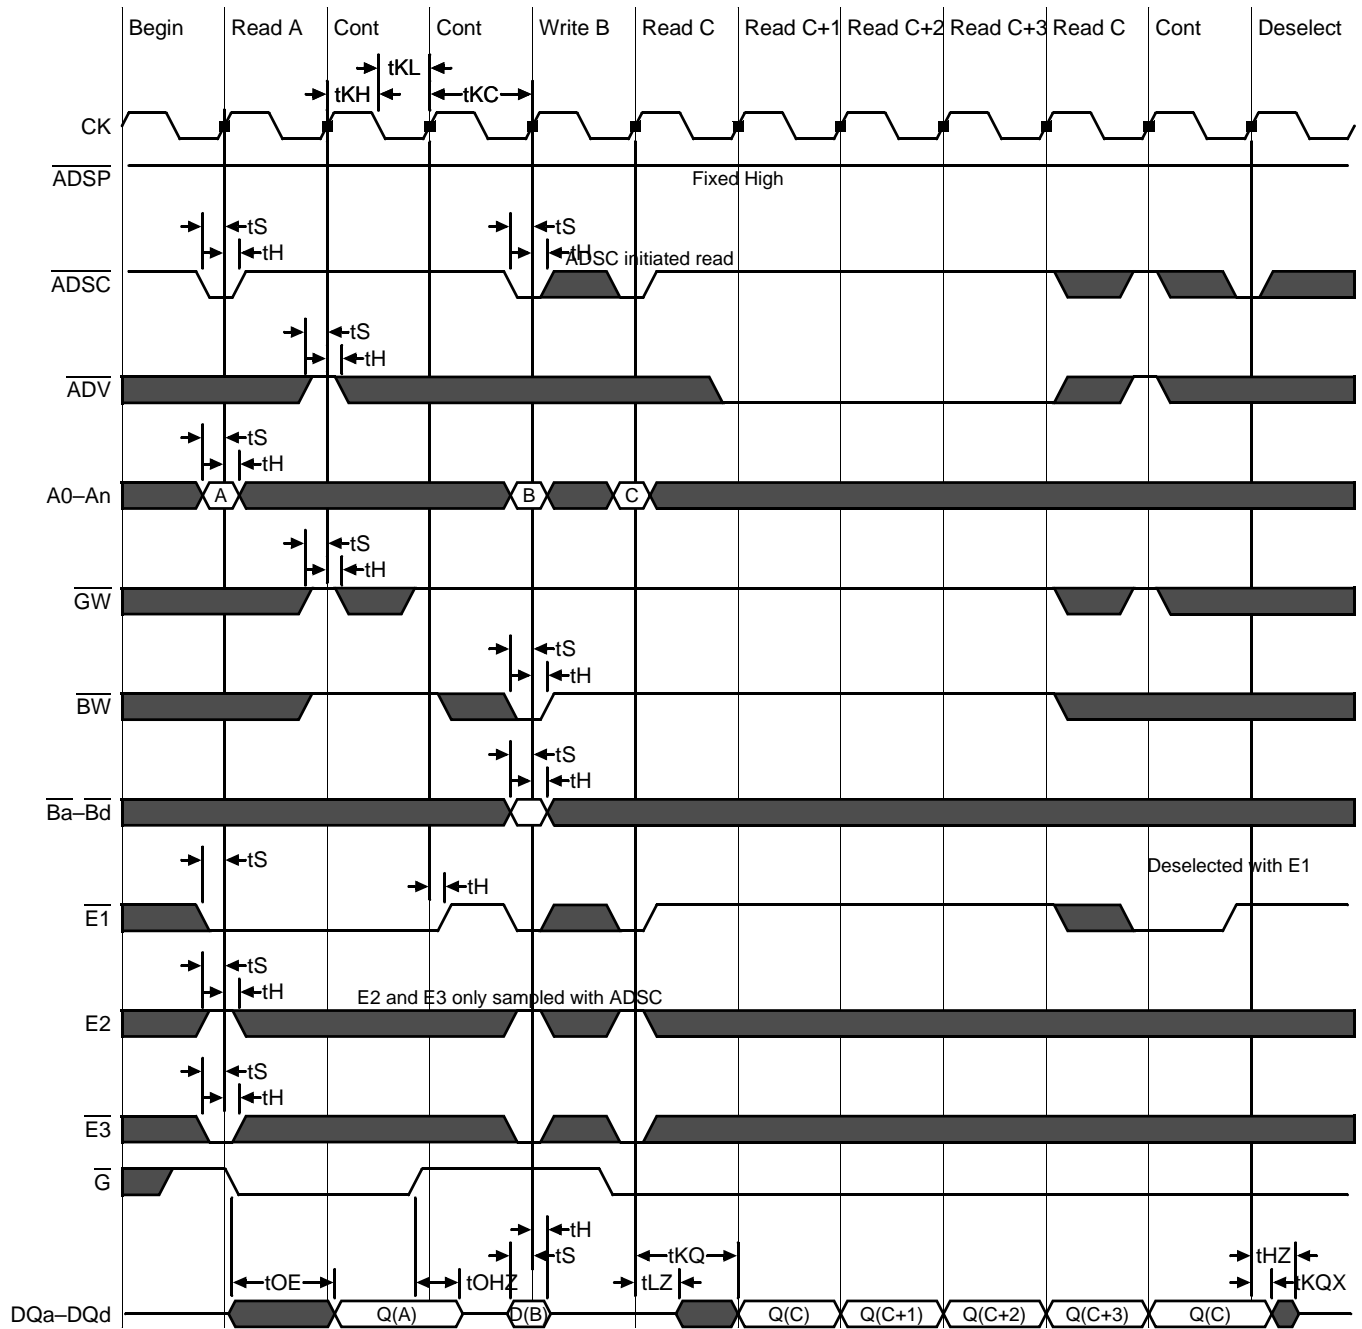 Begin Read A Cont Cont Write B Read C Read C+1 Read C+2 Read C+3 Read C Cont Deselect
tKL
tKH tKC
CK
ADSP
Fixed High
tS tS
tH tH
ADSC initiated read
ADSC
tS
tH
ADV
tS
tH
A0–An A B C
tS
tH
GW
tS
tH
BW
tS
tH
Ba–Bd
tS Deselected with E1
tH
E1
tS
tH
E2 and E3 only sampled with ADSC
E2
tS
tH
E3
G
tH
tS tKQ tHZ
tOE tOHZ tLZ tKQX
DQa–DQd Q(A) D(B) Q(C) Q(C+1) Q(C+2) Q(C+3) Q(C)